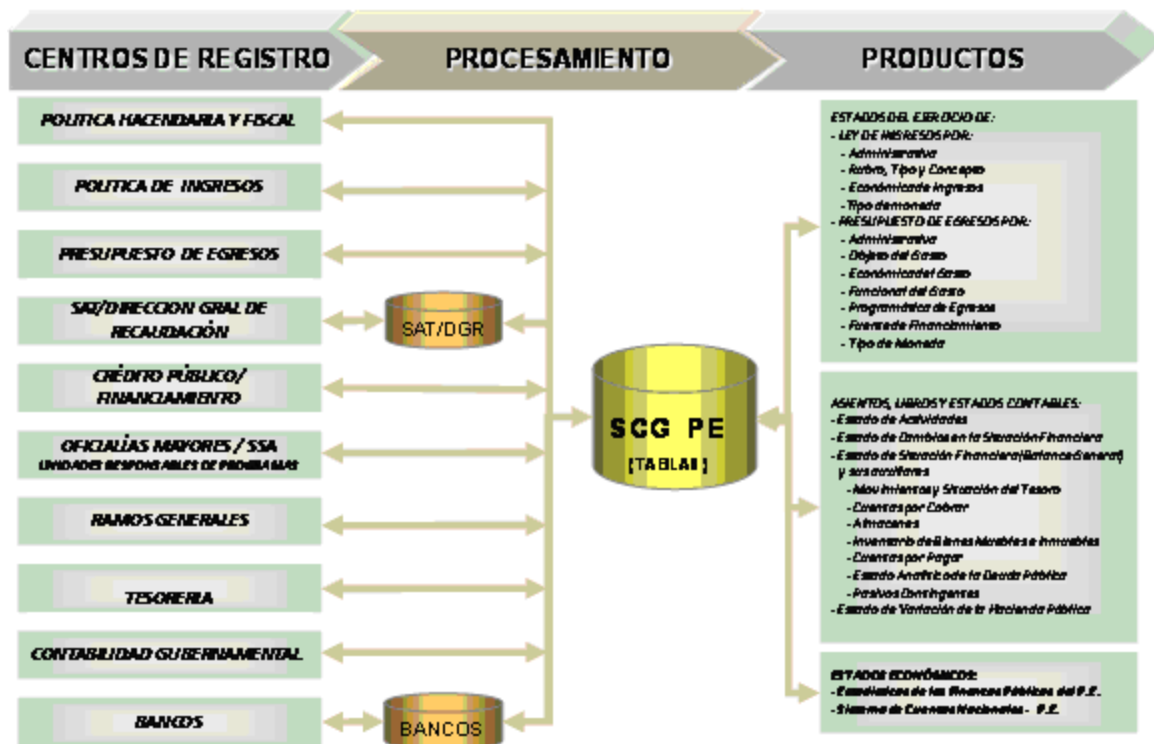 CENTROS DE REGISTRO
PROCESAMIENTO
PRODUCTOS
POLITICA HACENDARIA Y FISCAL
POLITICA DE INGRESOS
PRESUPUESTO DE EGRESOS
SAT/DIRECCION GRAL DE
RECAUDACIÓN
CRÉDITO PÚBLICO/
FINANCIAMIENTO
OFICIALÍAS MAYORES / SSA
UNIDADES RESPONSABLES DE PROGRAMAS
RAMOS GENERALES
TESORERIA
CONTABILIDAD GUBERNAMENTAL
BANCOS
SAT/DGR
BANCOS
SCG PE
(TABLAS)
ESTADOS DEL EJERCICIO DE:
- LEY DE INGRESOS POR:
- Administrativa
- Rubro, Tipo y Concepto
- Económica de Ingresos
- Tipo de moneda
- PRESUPUESTO DE EGRESOS POR:
- Administrativa
- Objeto del Gasto
- Económica del Gasto
- Funcional del Gasto
- Programática de Egresos
- Fuente de Financiamiento
- Tipo de Moneda
ASIENTOS, LIBROS Y ESTADOS CONTABLES:
- Estado de Actividades
- Estado de Cambios en la Situación Financiera
- Estado de Situación Financiera (Balance General)
y sus auxiliares
- Movimientos y Situación del Tesoro
- Cuentas por Cobrar
- Almacenes
- Inventario de Bienes Muebles e Inmuebles
- Cuentas por Pagar
- Estado Analítico de la Deuda Pública
- Pasivos Contingentes
- Estado de Variación de la Hacienda Pública
ESTADOS ECONÓMICOS:
- Estadísticas de las Finanzas Públicas del P.E.
- Sistema de Cuentas Nacionales - P.E.